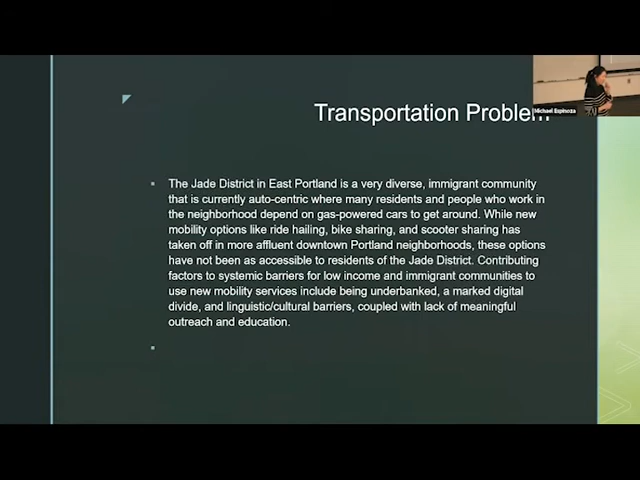 Michael Espinoza
Transportation Problem
The Jade District in East Portland is a very diverse, immigrant community
that is currently auto-centric where many residents and people who work in
the neighborhood depend on gas-powered cars to get around. While new
mobility options like ride hailing, bike sharing, and scooter sharing has
taken off in more affluent downtown Portland neighborhoods, these options
have not been as accessible to residents of the Jade District. Contributing
factors to systemic barriers for low income and immigrant communities to
use new mobility services include being underbanked, a marked digital
divide, and linguistic/cultural barriers, coupled with lack of meaningful
outreach and education.